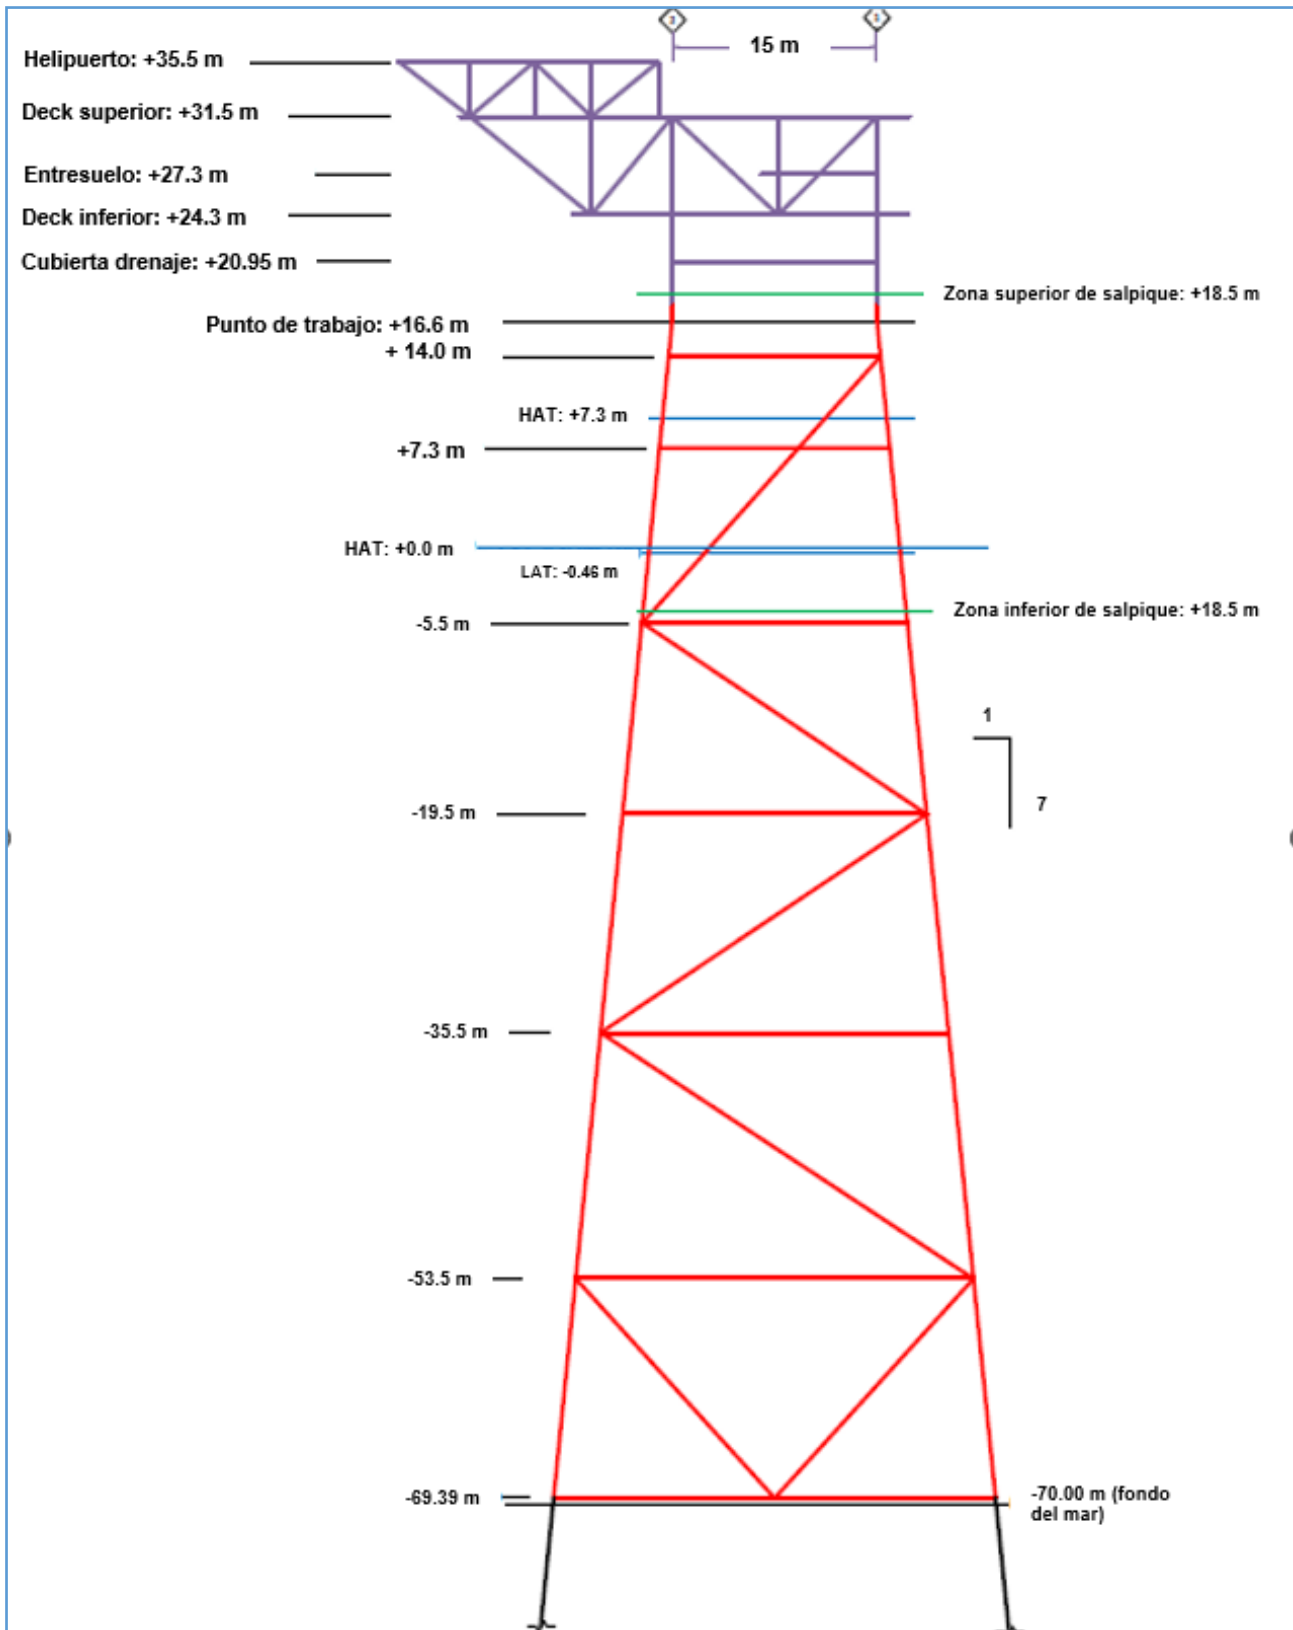 15 m
Helipuerto: +35.5 m
Deck superior: +31.5 m
Entresuelo: +27.3 m
Deck inferior: +24.3 m
Cubierta drenaje: +20.95 m
Zona superior de salpique: +18.5 m
Punto de trabajo: +16.6 m
+ 14.0 m
HAT: +7.3 m
+7.3 m
HAT: +0.0 m
LAT: -0.46 m
Zona inferior de salpique: +18.5 m
-5.5 m
1
7
-19.5 m
-35.5 m
-53.5 m
-69.39 m
-70.00 m (fondo
del mar)